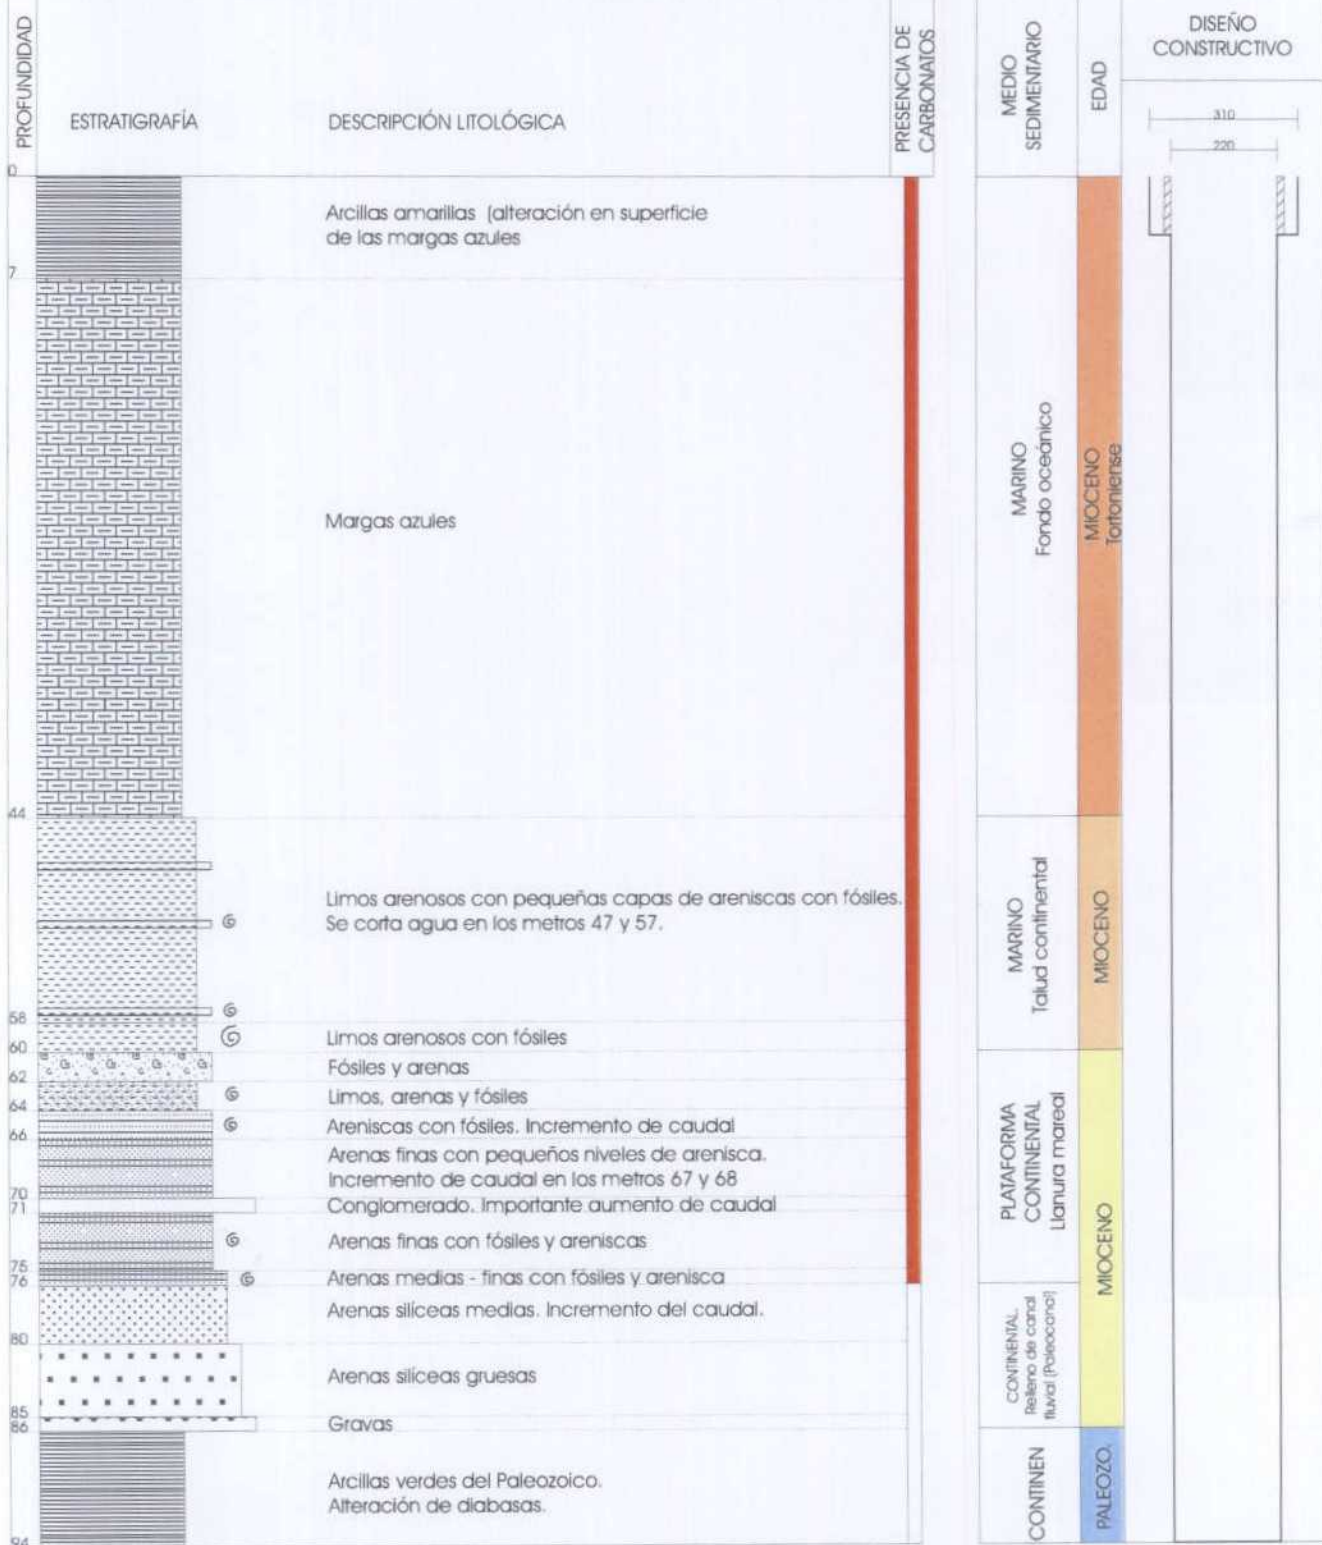 PROFUNDIDAD
ESTRATIGRAFÍA
DESCRIPCIÓN LITOLÓGICA
PRESENCIA DE
CARBONATOS
MEDIO
SEDIMENTARIO
EDAD
DISEÑO
CONSTRUCTIVO
310
220
0
Arcillas amarillas (alteración en superficie
de las margas azules
7
Margas azules
MARINO
Fondo oceánico
MIOCENO
Tortoniense
44
Limos arenosos con pequeñas capas de areniscas con fósiles.
Se corta agua en los metros 47 y 57.
MARINO
Talud continental
MIOCENO
58
Limos arenosos con fósiles
60
Fósiles y arenas
62
Limos, arenas y fósiles
64
Areniscas con fósiles. Incremento de caudal
66
Arenas finas con pequeños niveles de arenisca.
Incremento de caudal en los metros 67 y 68
70
Conglomerado. Importante aumento de caudal
71
Arenas finas con fósiles y areniscas
75
Arenas medias - finas con fósiles y arenisca
76
PLATAFORMA
CONTINENTAL
Llanura mareal
MIOCENO
Arenas silíceas medias. Incremento del caudal.
80
Arenas silíceas gruesas
85
Gravas
86
CONTINENTAL
Relleno de canal
fluvial (Paleocanal)
Arcillas verdes del Paleozoico.
Alteración de diabasas.
CONTINEN
PALEOZO.
94